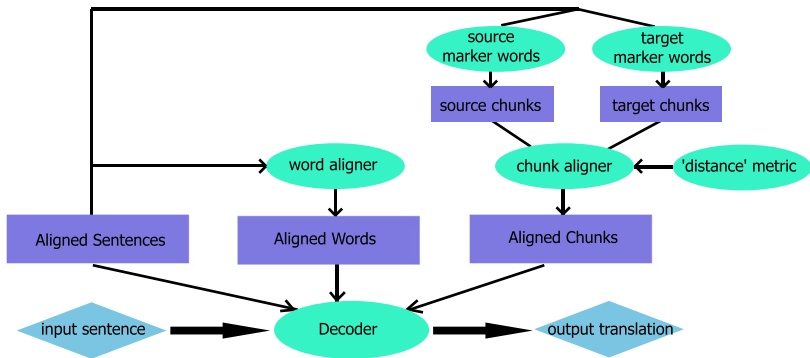 source
marker words
target
marker words
source chunks
target chunks
word aligner
chunk aligner
'distance' metric
Aligned Sentences
Aligned Words
Aligned Chunks
input sentence
Decoder
output translation